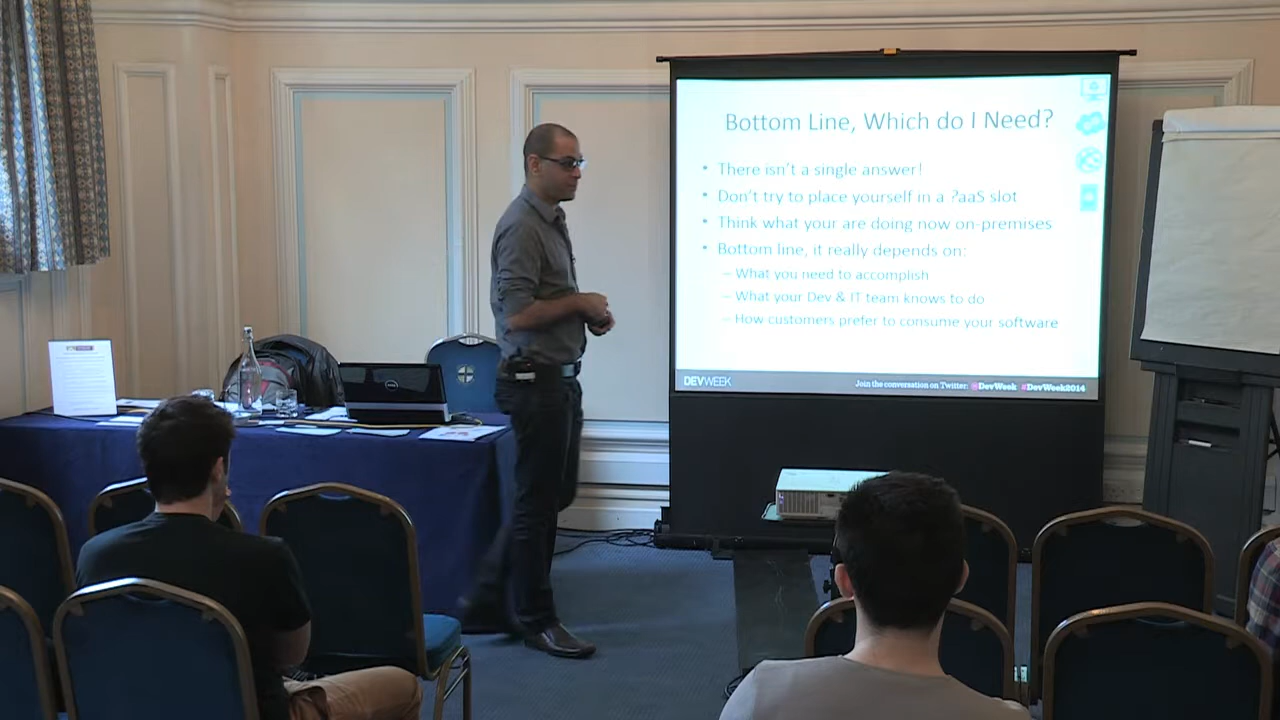 Bottom Line, Which do I Need?
• There isn't a single answer!
• Don't try to place yourself in a ?aaS slot
• Think what your are doing now on-premises
• Bottom line, it really depends on:
– What you need to accomplish
– What your Dev & IT team knows to do
– How customers prefer to consume your software
DEVWEEK
Join the conversation on Twitter: @DevWeek #DevWeek2014
DELL